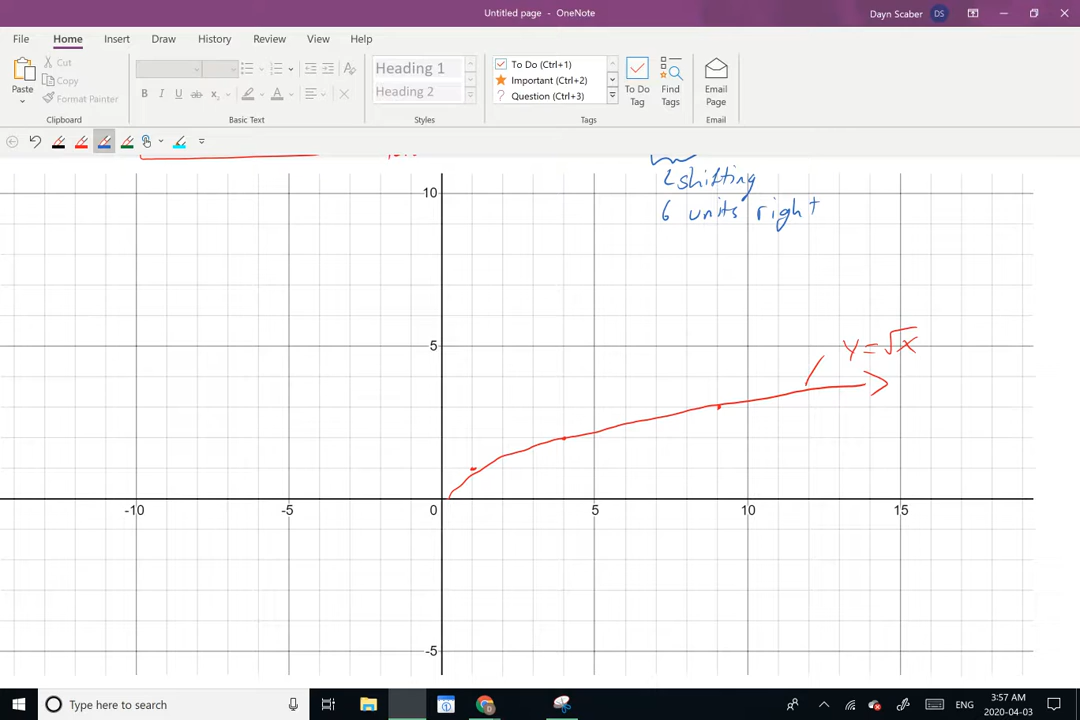 Untitled page - OneNote
Dayn Scaber DS
File Home Insert Draw History Review View Help
Paste
Cut
Copy
Format Painter
Clipboard
B I U ab x₂ A
Basic Text
Heading 1
Heading 2
Styles
To Do (Ctrl+1)
Important (Ctrl+2)
? Question (Ctrl+3)
Tags
To Do Tag
Find Tags
Email Page
Email
shifting
6 units right
10
5
y = √x
-10 -5 0 5 10 15
-5
Type here to search
ENG
3:57 AM
2020-04-03